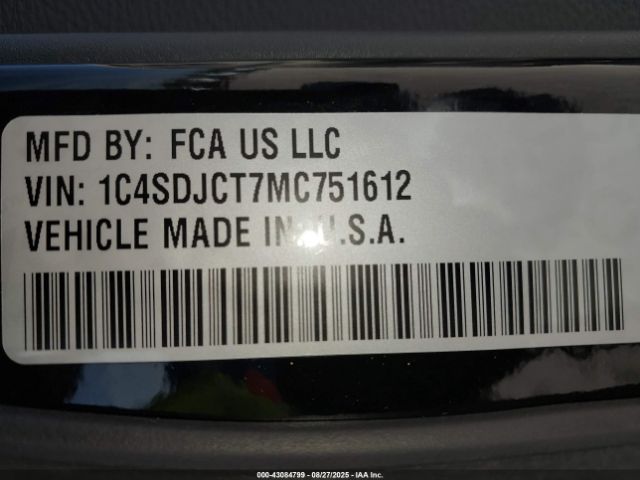 MFD BY: FCA US LLC
VIN: 1C4SDJCT7MC751612
VEHICLE MADE IN U.S.A.
000-43084799 - 08/27/2025 - IAA Inc.